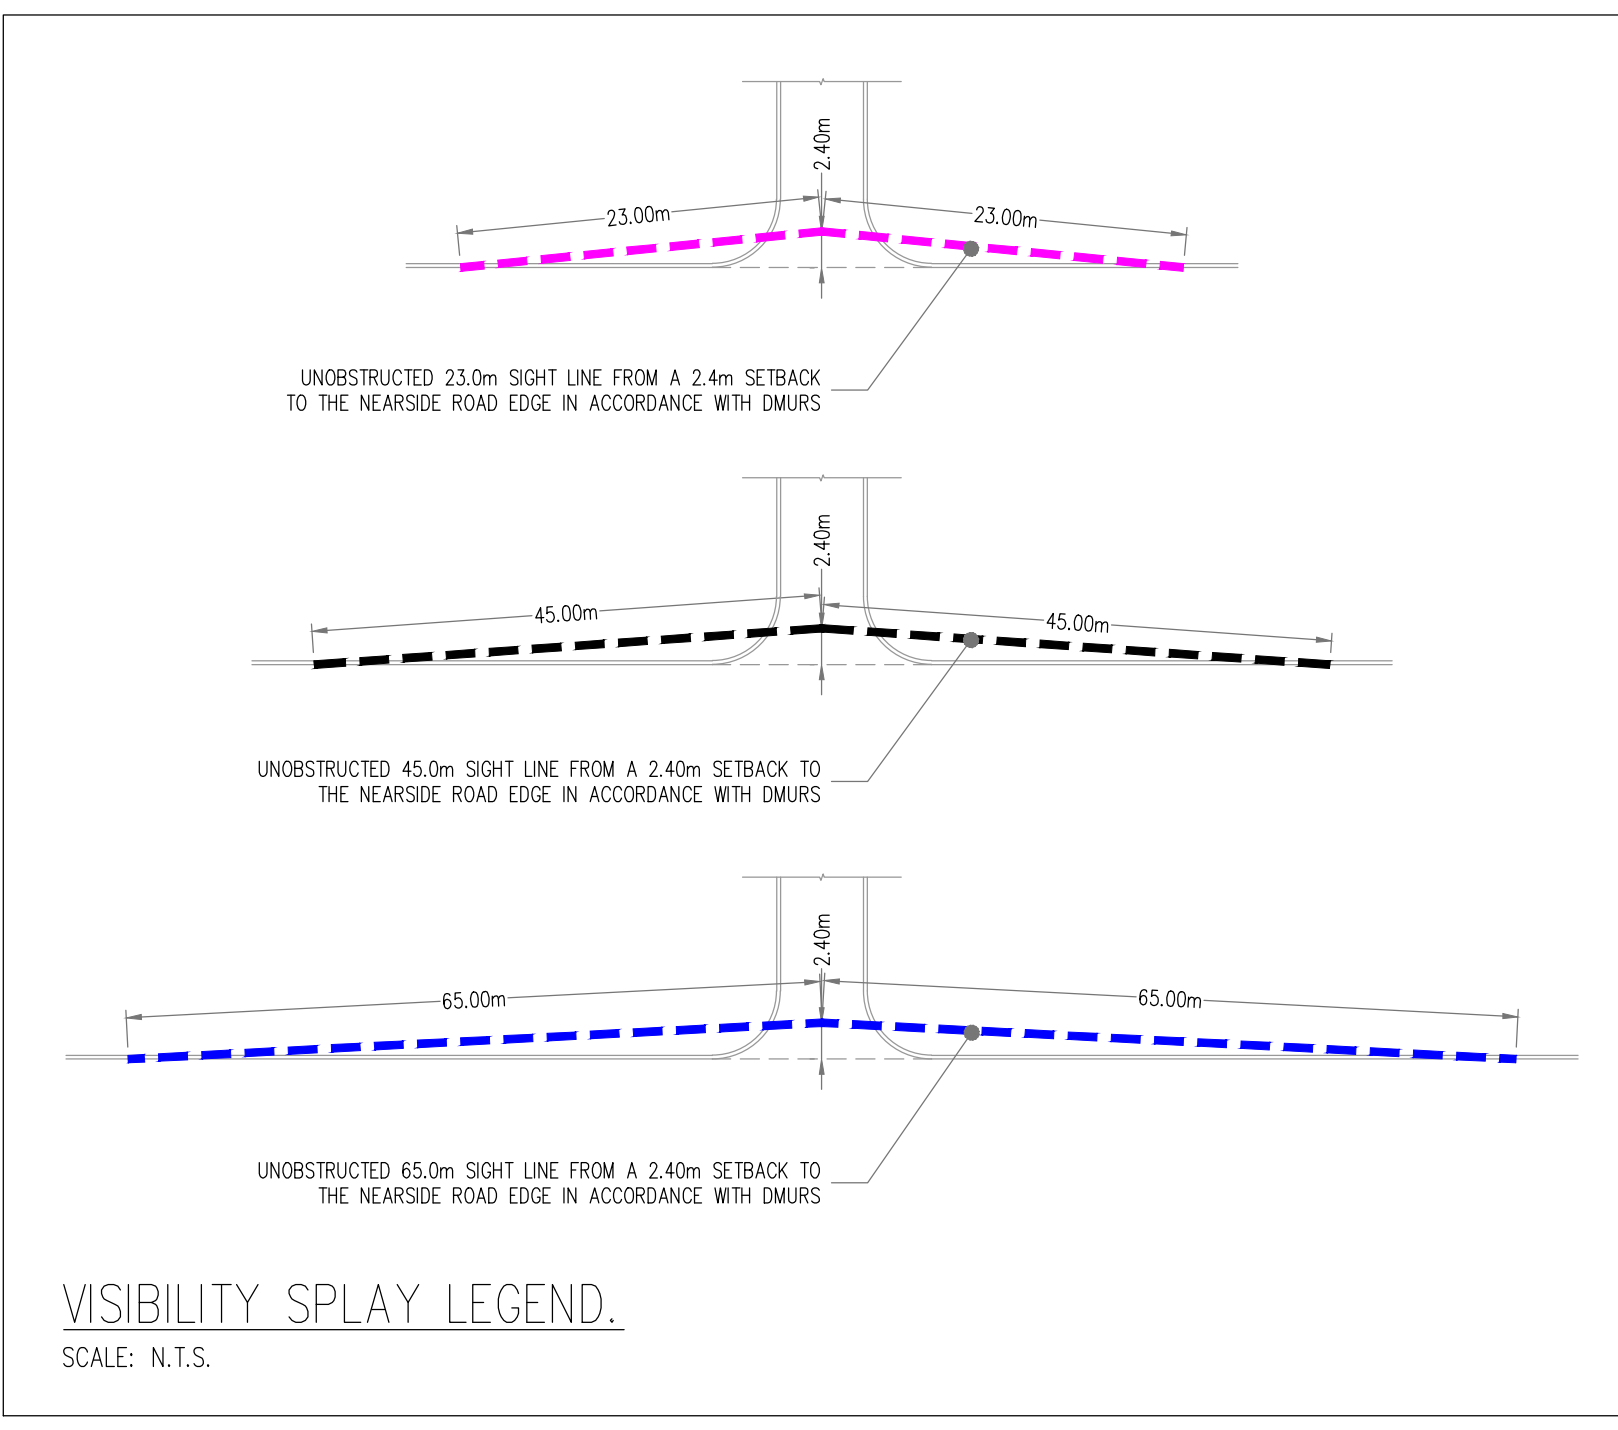 2.40m
23.00m
23.00m
UNOBSTRUCTED 23.0m SIGHT LINE FROM A 2.4m SETBACK
TO THE NEARSIDE ROAD EDGE IN ACCORDANCE WITH DMURS
2.40m
45.00m
45.00m
UNOBSTRUCTED 45.0m SIGHT LINE FROM A 2.40m SETBACK TO
THE NEARSIDE ROAD EDGE IN ACCORDANCE WITH DMURS
2.40m
65.00m
65.00m
UNOBSTRUCTED 65.0m SIGHT LINE FROM A 2.40m SETBACK TO
THE NEARSIDE ROAD EDGE IN ACCORDANCE WITH DMURS
VISIBILITY SPLAY LEGEND.
SCALE: N.T.S.